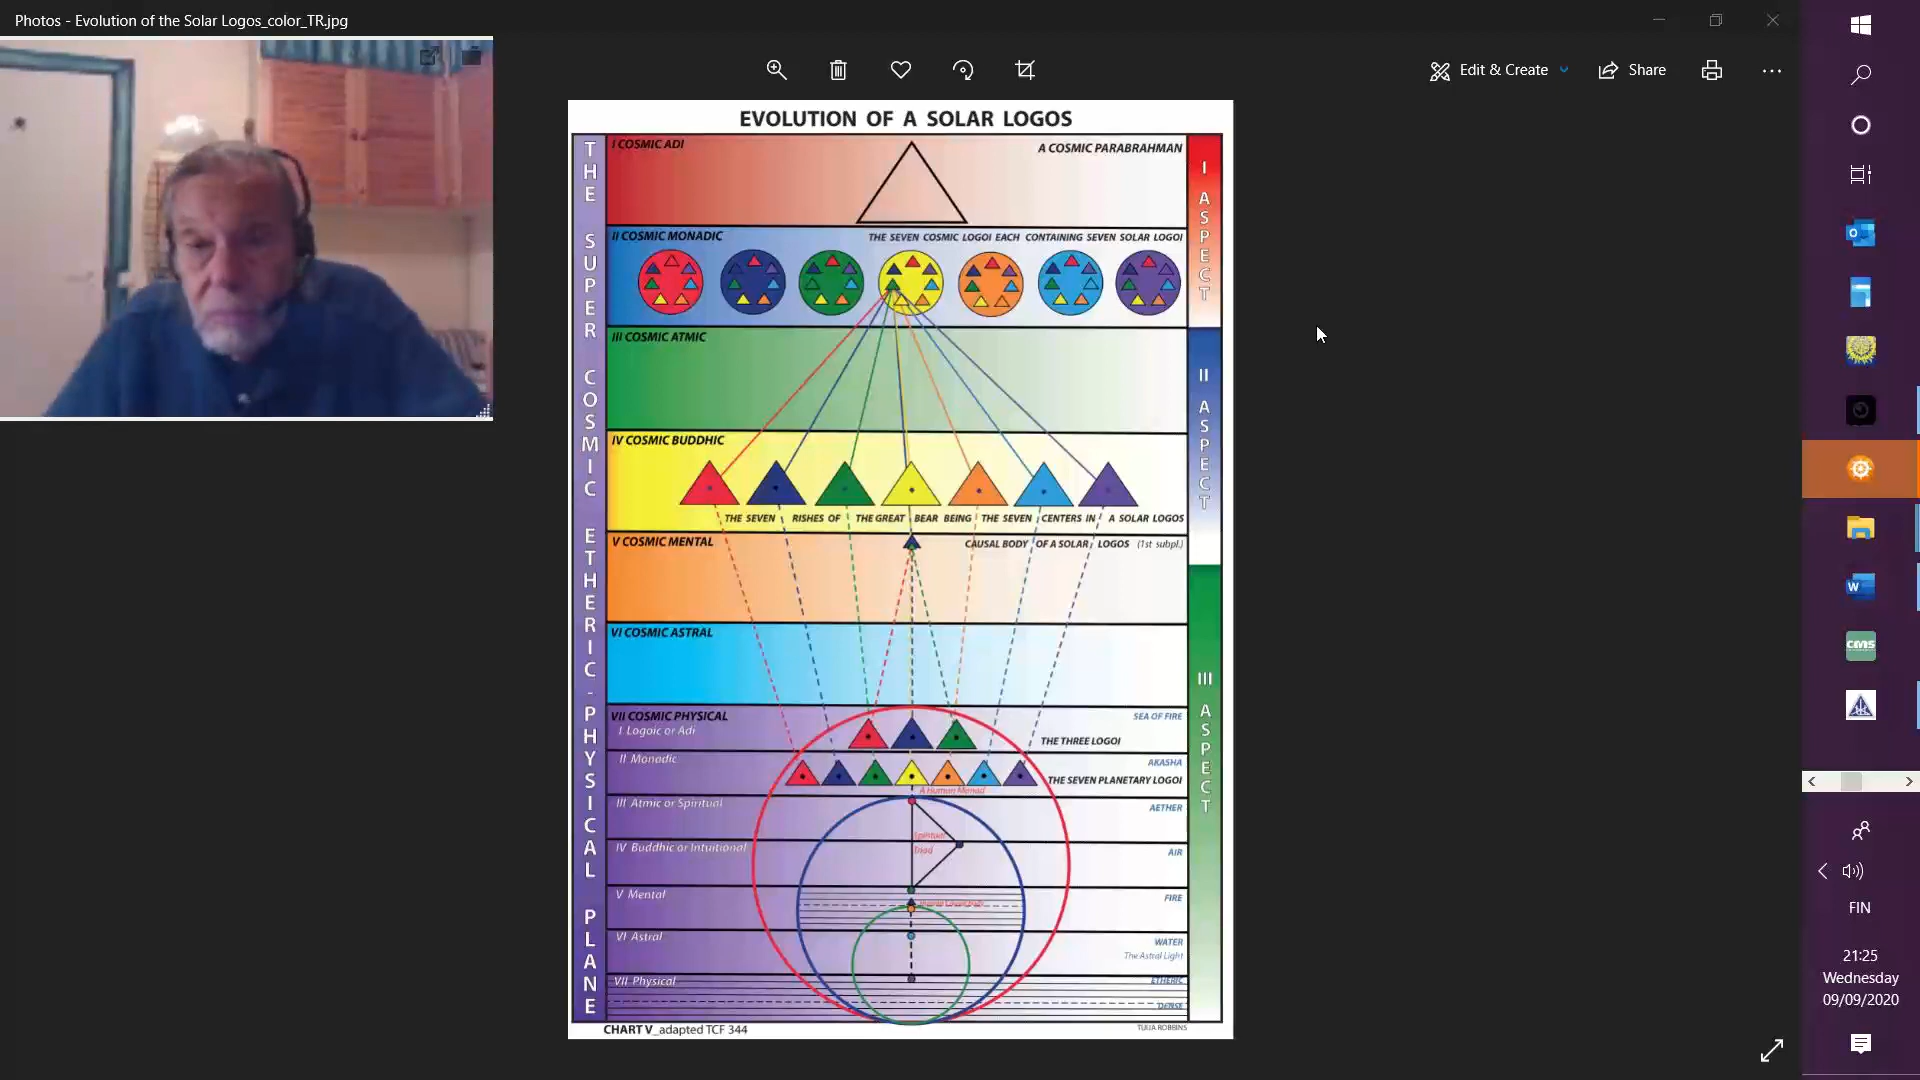 Photos - Evolution of the Solar Logos_color_TR.jpg
Edit & Create
Share
EVOLUTION OF A SOLAR LOGOS
THE SUPER COSMIC ETHERIC-PHYSICAL PLANE
I COSMIC ADI
A COSMIC PARABRAHMAN
I ASPECT
II COSMIC MONADIC
THE SEVEN COSMIC LOGOI EACH CONTAINING SEVEN SOLAR LOGOI
III COSMIC ATMIC
II ASPECT
IV COSMIC BUDDHIC
THE SEVEN RISHES OF THE GREAT BEAR BEING THE SEVEN CENTERS IN A SOLAR LOGOS
V COSMIC MENTAL
CAUSAL BODY OF A SOLAR LOGOS (1st subpl.)
VI COSMIC ASTRAL
III ASPECT
VII COSMIC PHYSICAL
SEA OF FIRE
I Logoic or Adi
THE THREE LOGOI
II Monadic
AKASHA
THE SEVEN PLANETARY LOGOI
A Human Monad
III Atmic or Spiritual
AETHER
Spiritual
Triad
IV Buddhic or Intuitional
AIR
V Mental
FIRE
VI Astral
WATER
The Astral Light
VII Physical
ETHERIC
DENSE
CHART V_adapted TCF 344
TUIJA ROBBINS
cms
FIN
21:25
Wednesday
09/09/2020